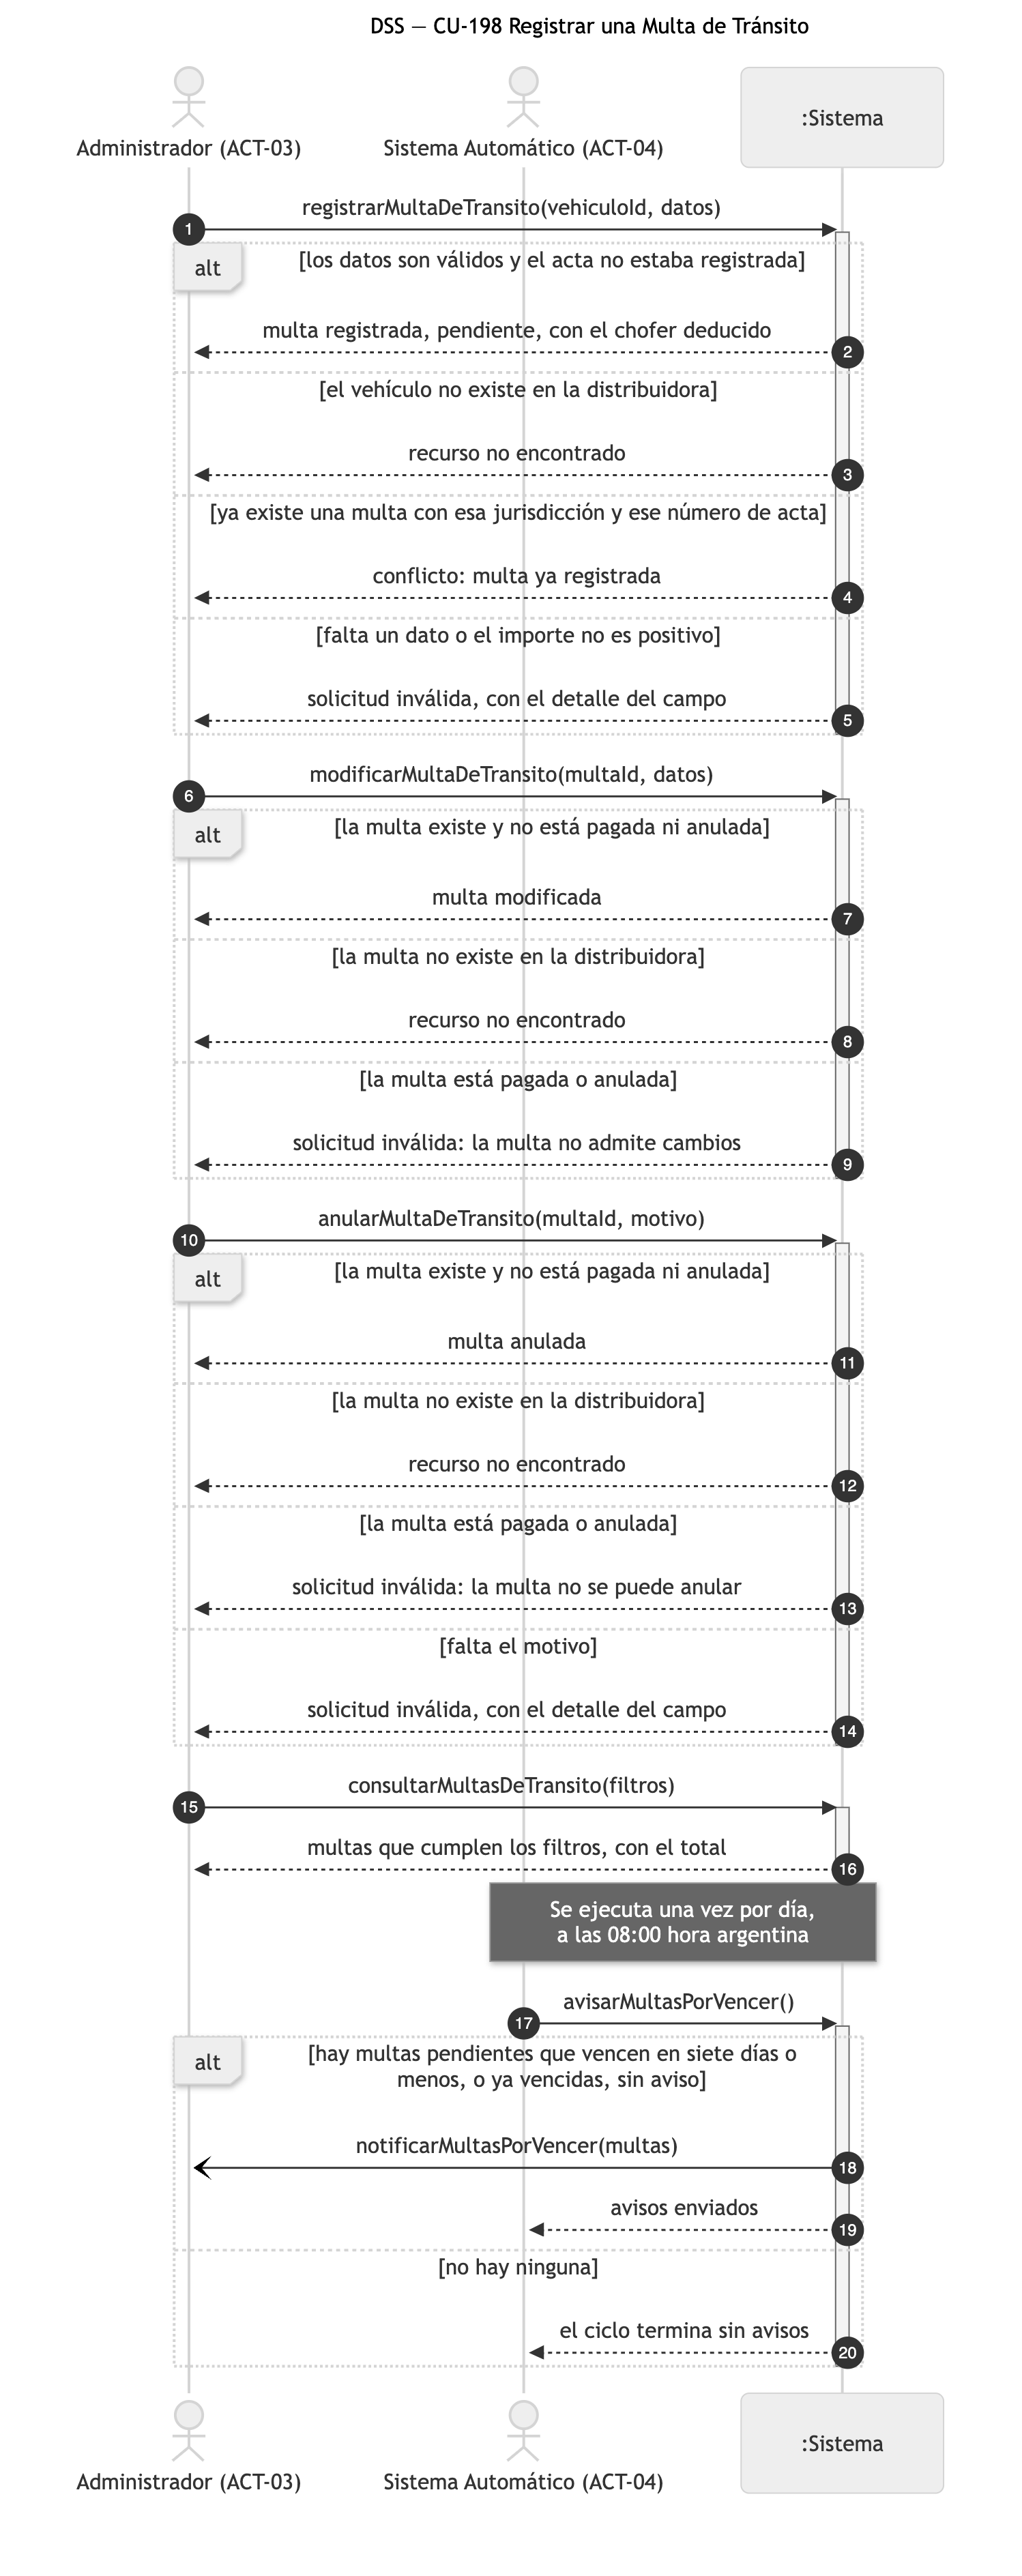 DSS — CU-198 Registrar una Multa de Tránsito
Administrador (ACT-03)
Sistema Automático (ACT-04)
:Sistema
registrarMultaDeTransito(vehiculoId, datos)
1
alt
[los datos son válidos y el acta no estaba registrada]
multa registrada, pendiente, con el chofer deducido
2
[el vehículo no existe en la distribuidora]
recurso no encontrado
3
[ya existe una multa con esa jurisdicción y ese número de acta]
conflicto: multa ya registrada
4
[falta un dato o el importe no es positivo]
solicitud inválida, con el detalle del campo
5
modificarMultaDeTransito(multaId, datos)
6
alt
[la multa existe y no está pagada ni anulada]
multa modificada
7
[la multa no existe en la distribuidora]
recurso no encontrado
8
[la multa está pagada o anulada]
solicitud inválida: la multa no admite cambios
9
anularMultaDeTransito(multaId, motivo)
10
alt
[la multa existe y no está pagada ni anulada]
multa anulada
11
[la multa no existe en la distribuidora]
recurso no encontrado
12
[la multa está pagada o anulada]
solicitud inválida: la multa no se puede anular
13
[falta el motivo]
solicitud inválida, con el detalle del campo
14
consultarMultasDeTransito(filtros)
15
multas que cumplen los filtros, con el total
16
Se ejecuta una vez por día,
a las 08:00 hora argentina
avisarMultasPorVencer()
17
alt
[hay multas pendientes que vencen en siete días o
menos, o ya vencidas, sin aviso]
notificarMultasPorVencer(multas)
18
avisos enviados
19
[no hay ninguna]
el ciclo termina sin avisos
20
Administrador (ACT-03)
Sistema Automático (ACT-04)
:Sistema